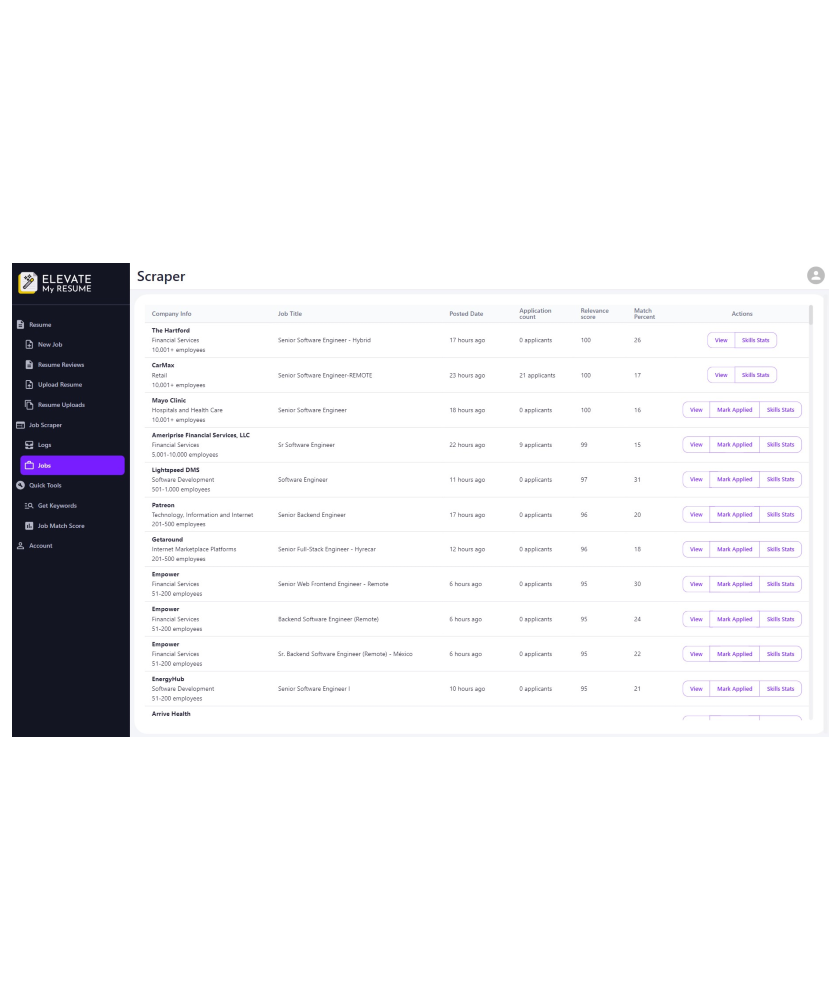 ELEVATE
My RESUME
Scraper
Resume
New Job
Resume Reviews
Upload Resume
Resume Uploads
Job Scraper
Logs
Jobs
Quick Tools
Get Keywords
Job Match Score
Account
Company Info Job Title Posted Date Application count Relevance score Match Percent Actions
The Hartford
Financial Services Senior Software Engineer - Hybrid 17 hours ago 0 applicants 100 26 View Skills Stats
10,001+ employees
CarMax
Retail Senior Software Engineer-REMOTE 23 hours ago 21 applicants 100 17 View Skills Stats
10,001+ employees
Mayo Clinic
Hospitals and Health Care Senior Software Engineer 18 hours ago 0 applicants 100 16 View Mark Applied Skills Stats
10,001+ employees
Ameriprise Financial Services, LLC
Financial Services Sr Software Engineer 22 hours ago 9 applicants 99 15 View Mark Applied Skills Stats
5,001-10,000 employees
Lightspeed DMS
Software Development Software Engineer 11 hours ago 0 applicants 97 31 View Mark Applied Skills Stats
501-1,000 employees
Patreon
Technology, Information and Internet Senior Backend Engineer 17 hours ago 0 applicants 96 20 View Mark Applied Skills Stats
201-500 employees
Getaround
Internet Marketplace Platforms Senior Full-Stack Engineer - Hyrecar 12 hours ago 0 applicants 96 18 View Mark Applied Skills Stats
201-500 employees
Empower
Financial Services Senior Web Frontend Engineer - Remote 6 hours ago 0 applicants 95 30 View Mark Applied Skills Stats
51-200 employees
Empower
Financial Services Backend Software Engineer (Remote) 6 hours ago 0 applicants 95 24 View Mark Applied Skills Stats
51-200 employees
Empower
Financial Services Sr. Backend Software Engineer (Remote) - México 6 hours ago 0 applicants 95 22 View Mark Applied Skills Stats
51-200 employees
EnergyHub
Software Development Senior Software Engineer I 10 hours ago 0 applicants 95 21 View Mark Applied Skills Stats
51-200 employees
Arrive Health